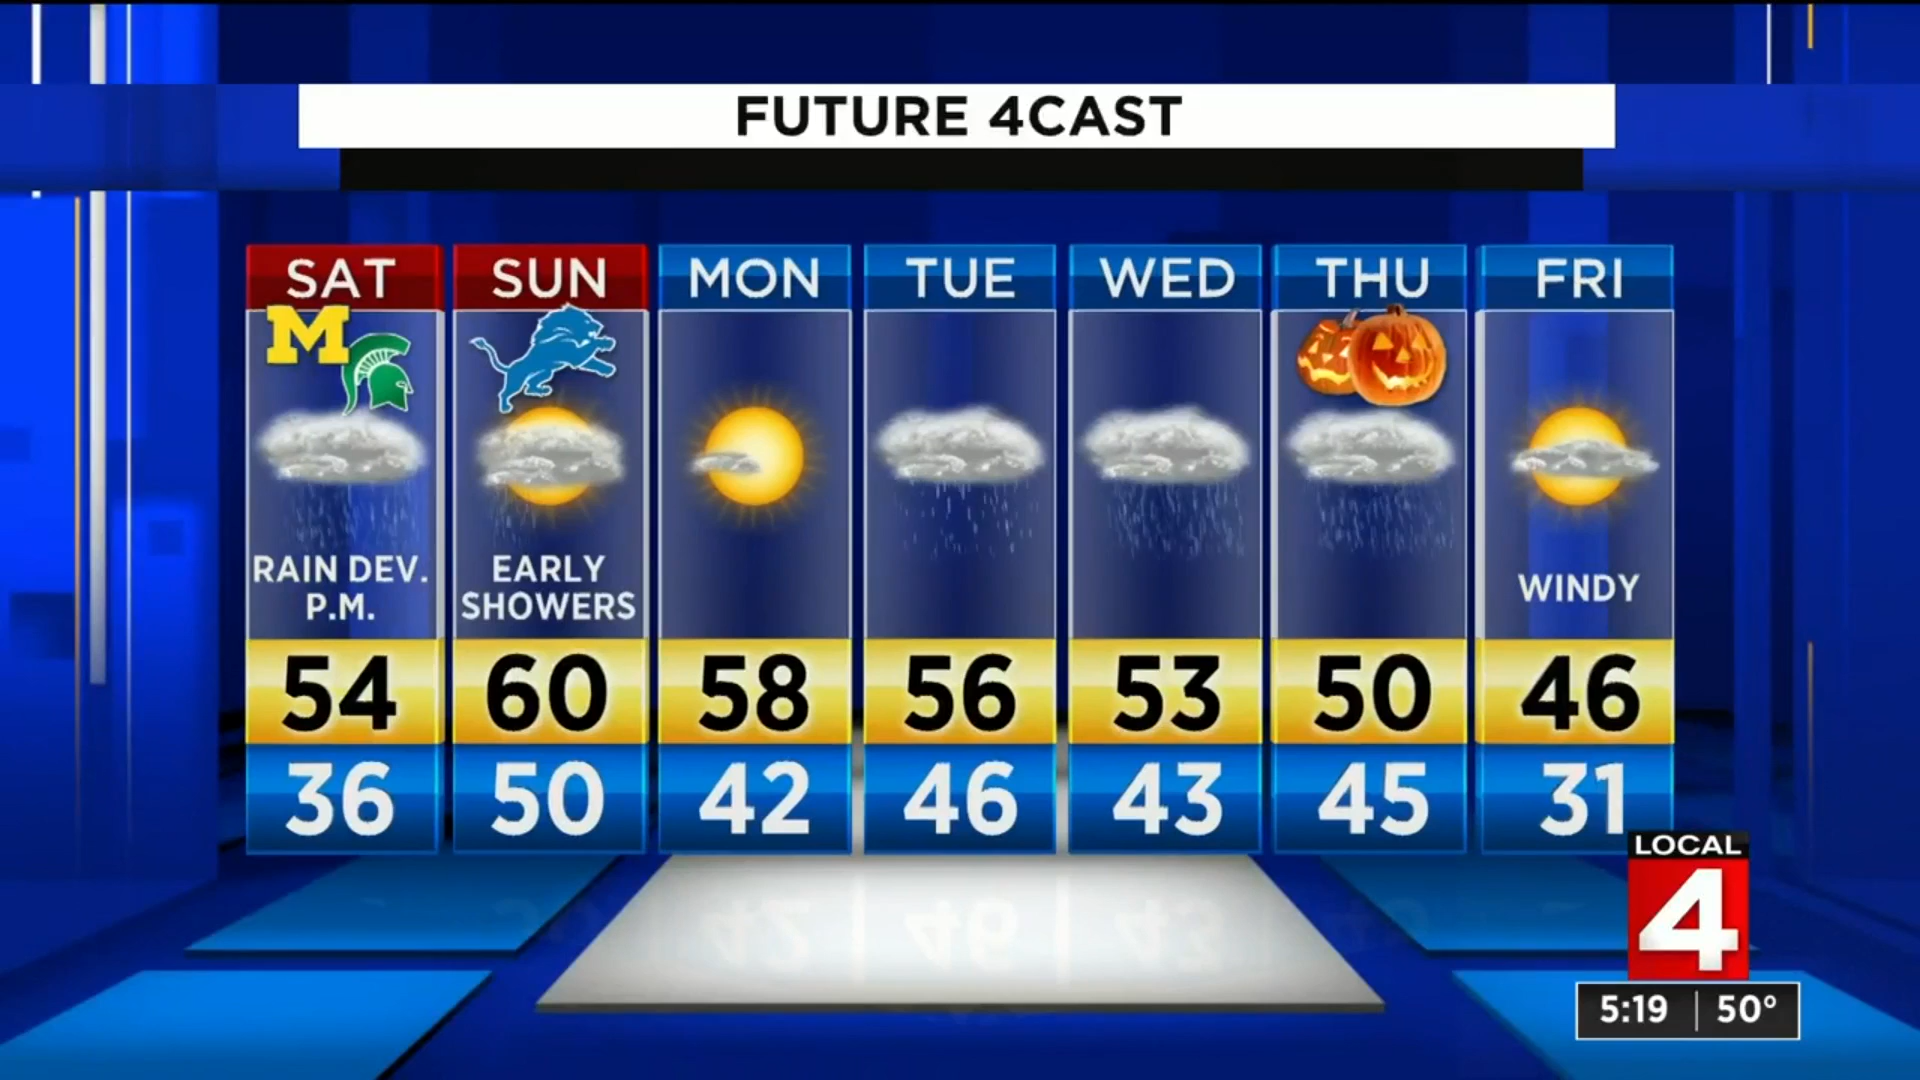 FUTURE 4CAST
SAT SUN MON TUE WED THU FRI
M
RAIN DEV. P.M.
EARLY SHOWERS
WINDY
54 60 58 56 53 50 46
36 50 42 46 43 45 31
LOCAL
4
5:19 50°